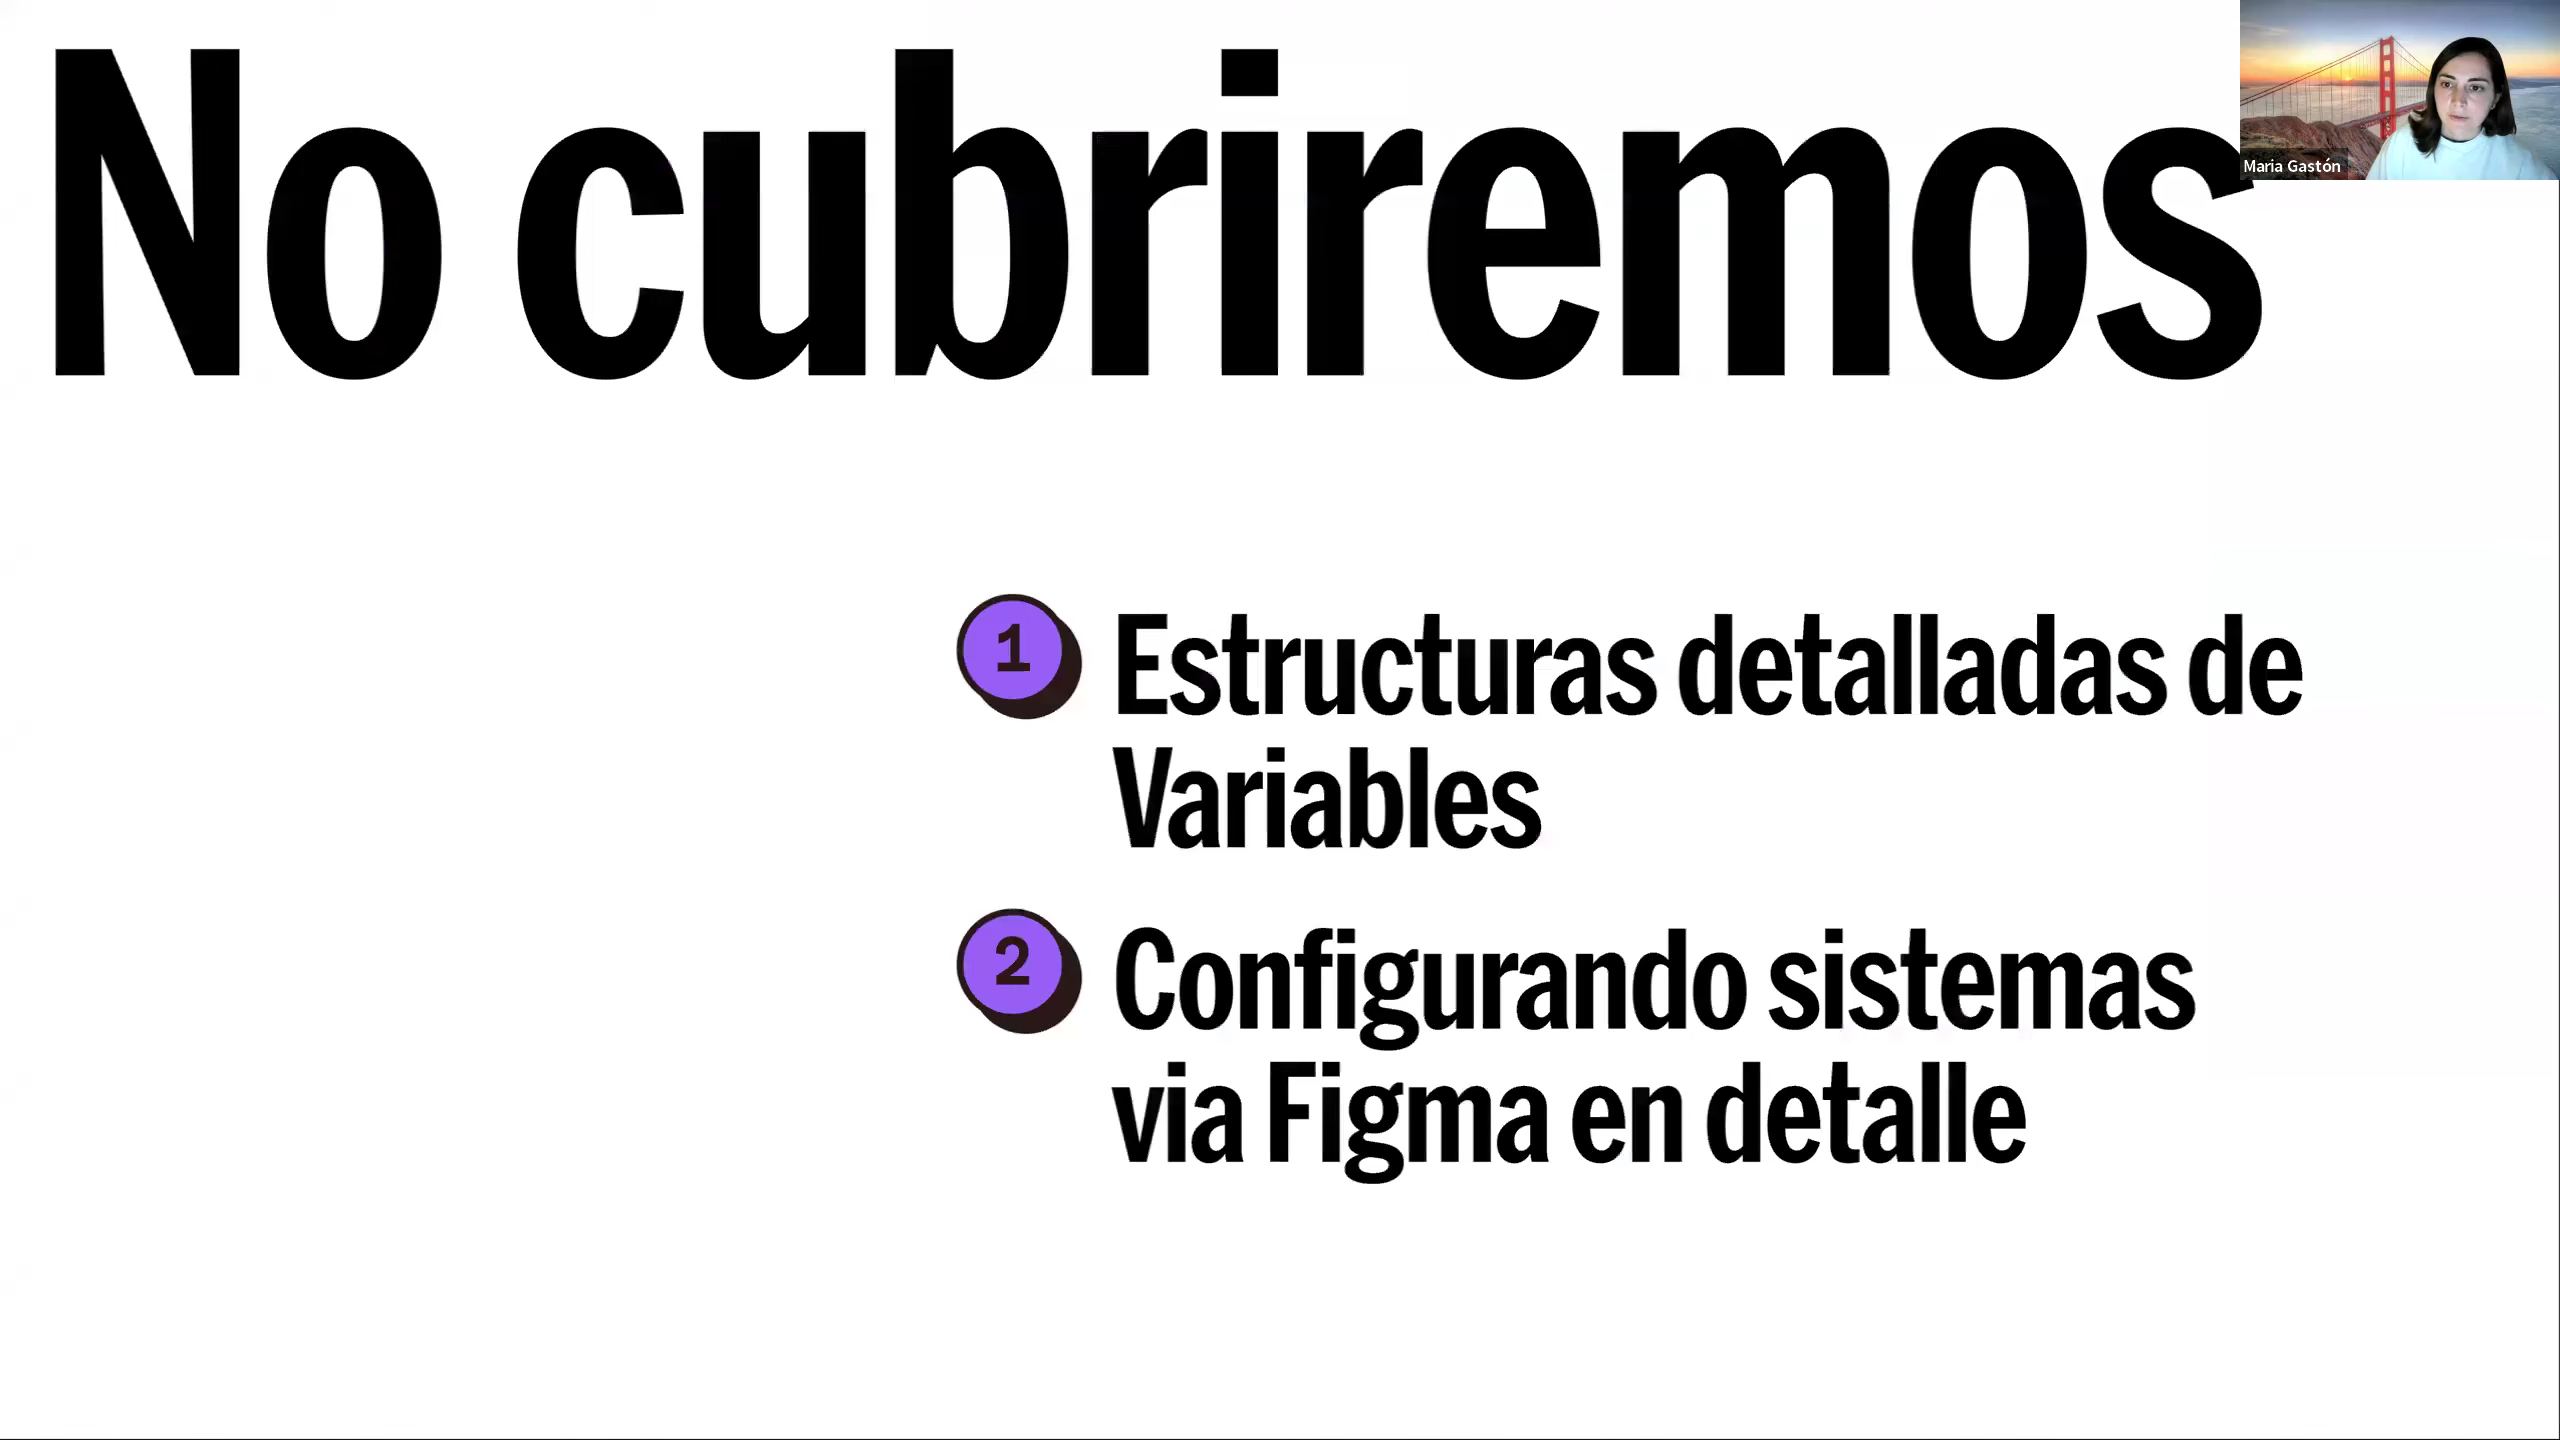 No cubriremos
Maria Gastón
1
Estructuras detalladas de
Variables
2
Configurando sistemas
via Figma en detalle